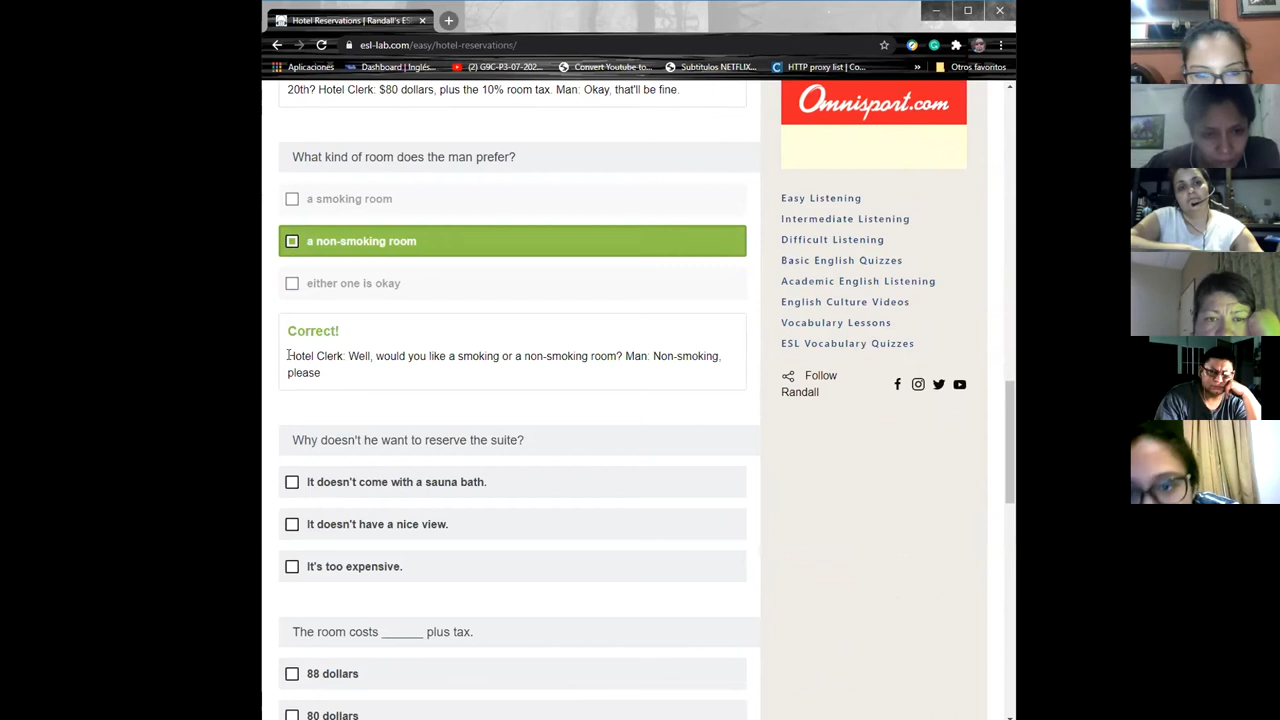 Hotel Reservations | Randall's ESL
esl-lab.com/easy/hotel-reservations/
Aplicaciones
Dashboard | Inglés...
(2) G9C-P3-07-202...
Convert Youtube to...
Subtitulos NETFLIX...
HTTP proxy list | Co...
»
Otros favoritos
20th? Hotel Clerk: $80 dollars, plus the 10% room tax. Man: Okay, that'll be fine.
What kind of room does the man prefer?
a smoking room
a non-smoking room
either one is okay
Correct!
Hotel Clerk: Well, would you like a smoking or a non-smoking room? Man: Non-smoking,
please
Why doesn't he want to reserve the suite?
It doesn't come with a sauna bath.
It doesn't have a nice view.
It's too expensive.
The room costs ______ plus tax.
88 dollars
80 dollars
Omnisport.com
Easy Listening
Intermediate Listening
Difficult Listening
Basic English Quizzes
Academic English Listening
English Culture Videos
Vocabulary Lessons
ESL Vocabulary Quizzes
Follow
Randall